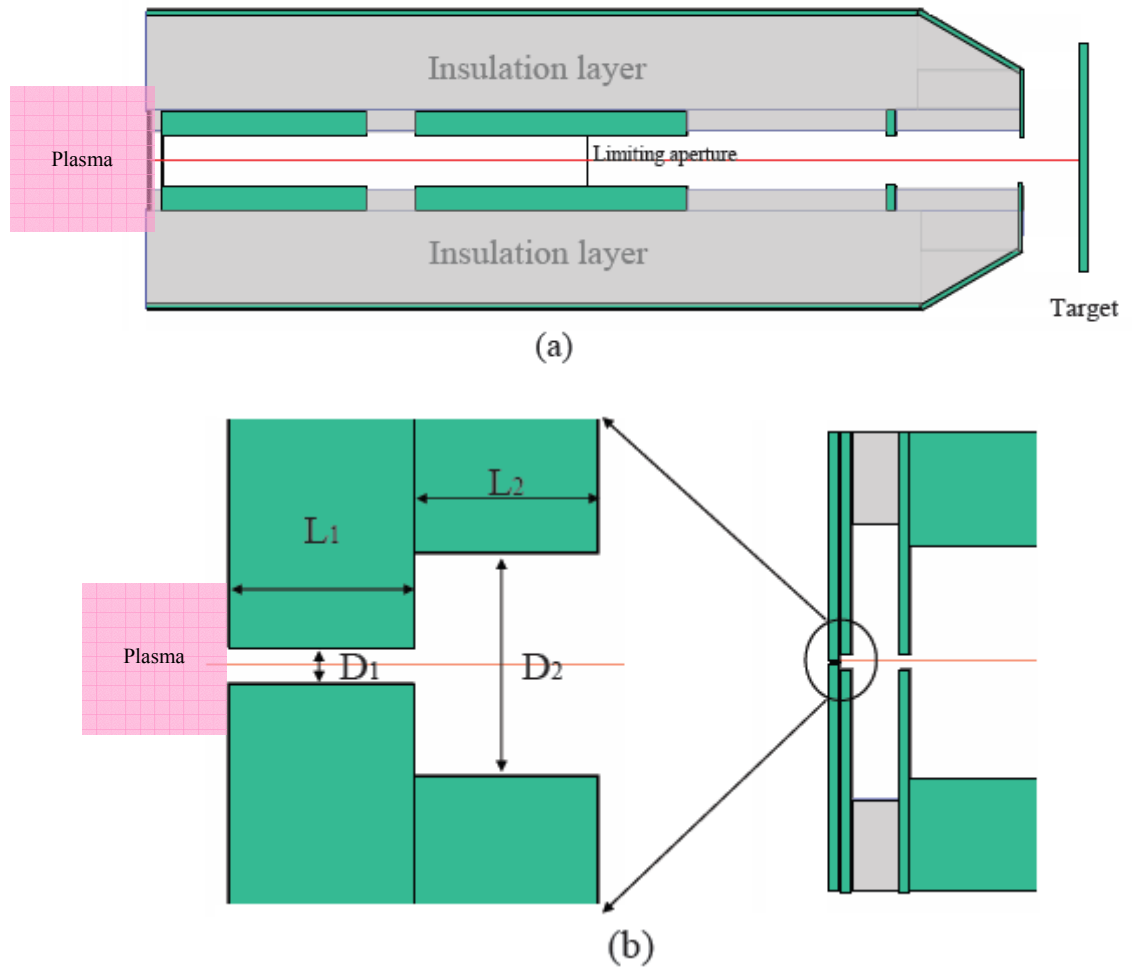 Insulation layer
Plasma
Limiting aperture
Insulation layer
Target
(a)
L2
L1
Plasma
D1
D2
(b)